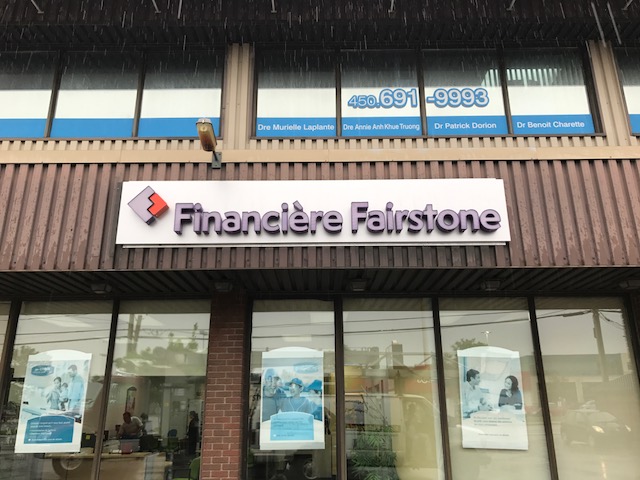 450.691-9993
Dre Murielle Laplante
Dre Annie Anh Khue Truong
Dr Patrick Dorion
Dr Benoit Charette
Financière Fairstone